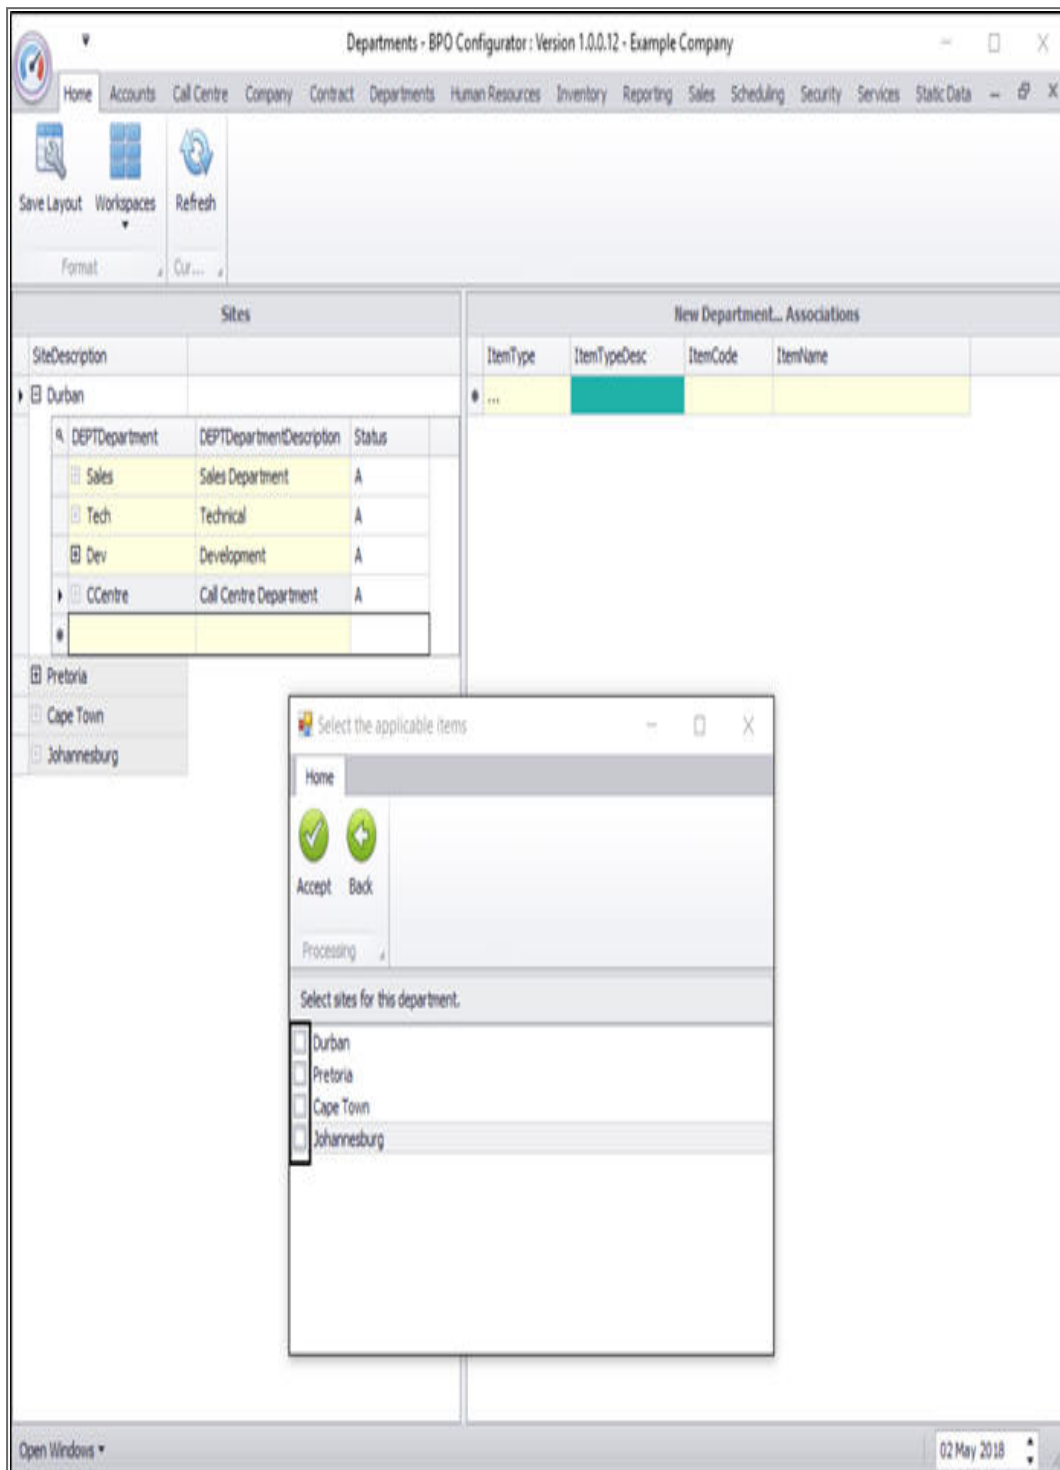 Departments - BPO Configurator : Version 1.0.0.12 - Example Company
Home Accounts Call Centre Company Contract Departments Human Resources Inventory Reporting Sales Scheduling Security Services Static Data
Save Layout Workspaces Refresh
Format Cur...
Sites
New Department... Associations
SiteDescription
ItemType ItemTypeDesc ItemCode ItemName
Durban
...
DEPTDepartment DEPTDepartmentDescription Status
Sales Sales Department A
Tech Technical A
Dev Development A
CCentre Call Centre Department A
Pretoria
Cape Town
Johannesburg
Select the applicable items
Home
Accept Back
Processing
Select sites for this department.
Durban
Pretoria
Cape Town
Johannesburg
Open Windows
02 May 2018